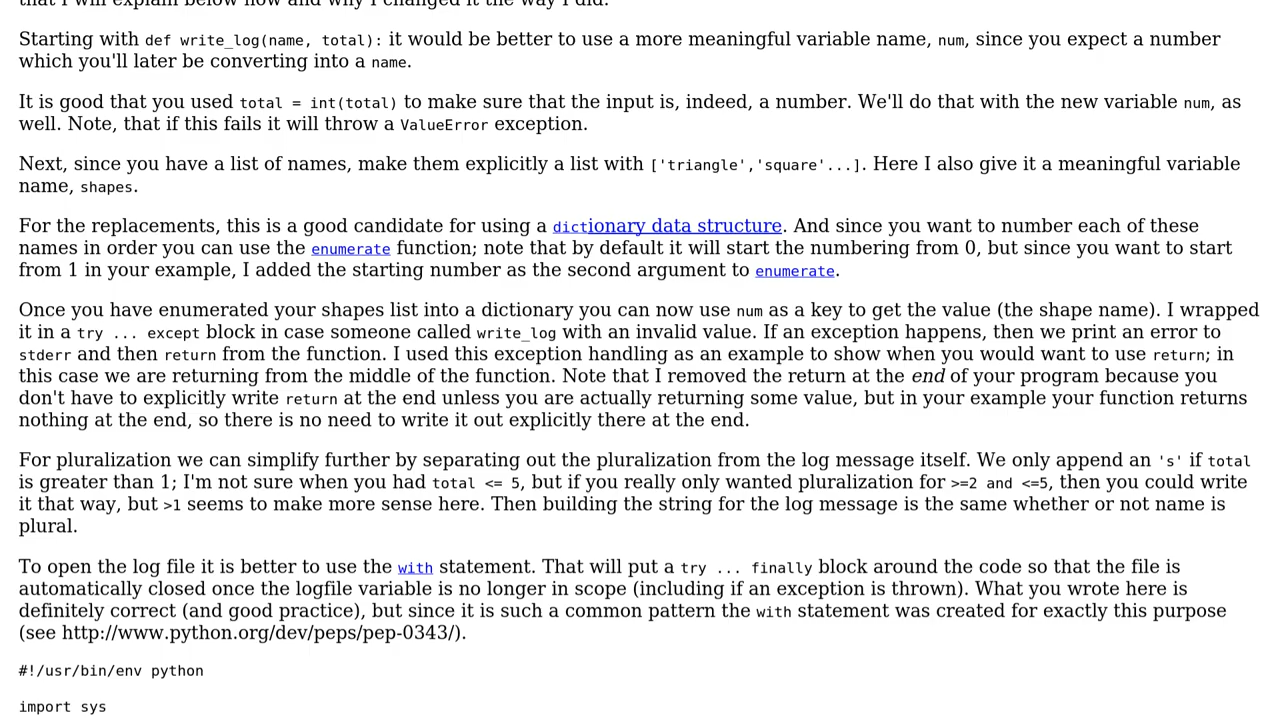 that I will explain below how and why I changed it the way I did.
Starting with def write_log(name, total): it would be better to use a more meaningful variable name, num, since you expect a number
which you'll later be converting into a name.
It is good that you used total = int(total) to make sure that the input is, indeed, a number. We'll do that with the new variable num, as
well. Note, that if this fails it will throw a ValueError exception.
Next, since you have a list of names, make them explicitly a list with ['triangle','square'...]. Here I also give it a meaningful variable
name, shapes.
For the replacements, this is a good candidate for using a dictionary data structure. And since you want to number each of these
names in order you can use the enumerate function; note that by default it will start the numbering from 0, but since you want to start
from 1 in your example, I added the starting number as the second argument to enumerate.
Once you have enumerated your shapes list into a dictionary you can now use num as a key to get the value (the shape name). I wrapped
it in a try ... except block in case someone called write_log with an invalid value. If an exception happens, then we print an error to
stderr and then return from the function. I used this exception handling as an example to show when you would want to use return; in
this case we are returning from the middle of the function. Note that I removed the return at the end of your program because you
don't have to explicitly write return at the end unless you are actually returning some value, but in your example your function returns
nothing at the end, so there is no need to write it out explicitly there at the end.
For pluralization we can simplify further by separating out the pluralization from the log message itself. We only append an 's' if total
is greater than 1; I'm not sure when you had total <= 5, but if you really only wanted pluralization for >=2 and <=5, then you could write
it that way, but >1 seems to make more sense here. Then building the string for the log message is the same whether or not name is
plural.
To open the log file it is better to use the with statement. That will put a try ... finally block around the code so that the file is
automatically closed once the logfile variable is no longer in scope (including if an exception is thrown). What you wrote here is
definitely correct (and good practice), but since it is such a common pattern the with statement was created for exactly this purpose
(see http://www.python.org/dev/peps/pep-0343/).
#!/usr/bin/env python
import sys